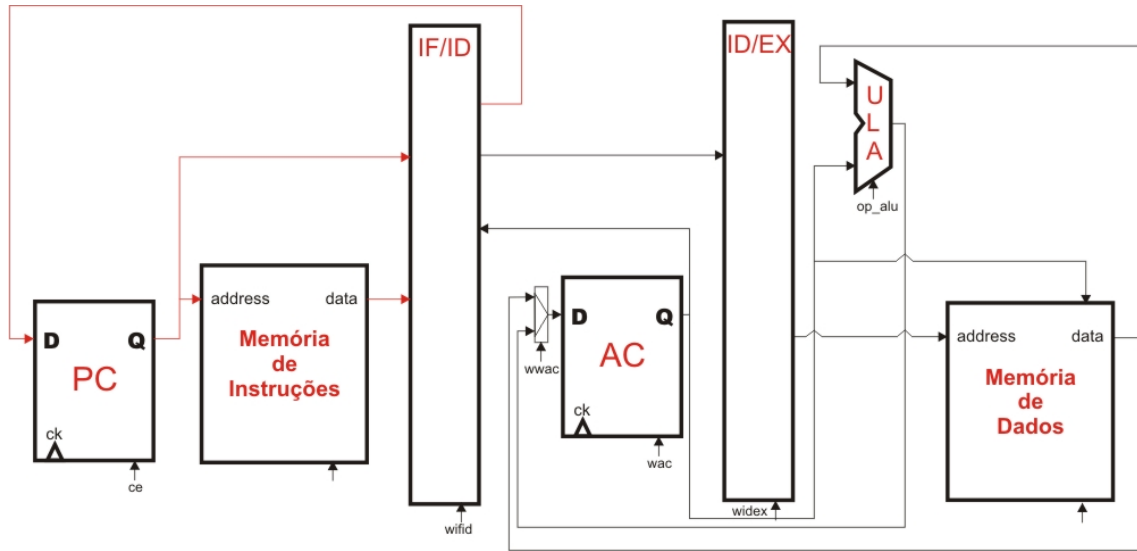 IF/ID
ID/EX
U
L
A
op_alu
D
Q
PC
ck
ce
address
data
Memória
de
Instruções
wifid
wwac
D
Q
AC
ck
wac
widex
address
data
Memória
de
Dados